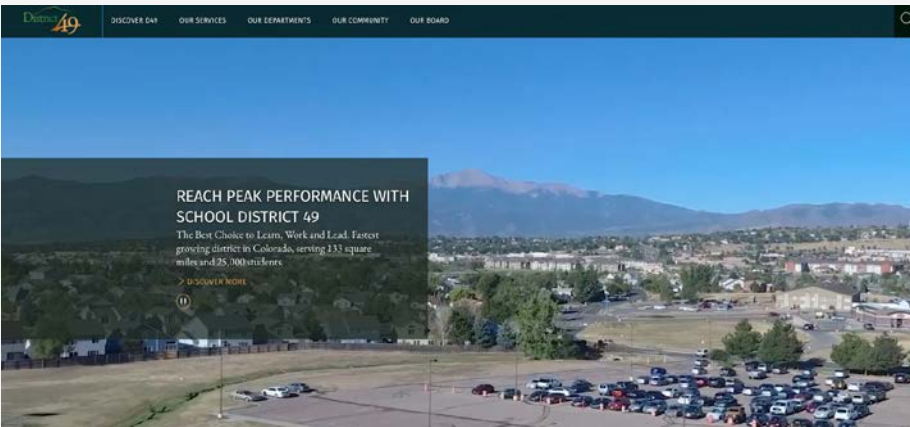 District 49
DISCOVER D49
OUR SERVICES
OUR DEPARTMENTS
OUR COMMUNITY
OUR BOARD
REACH PEAK PERFORMANCE WITH
SCHOOL DISTRICT 49
The Best Choice to Learn, Work and Lead. Fastest
growing district in Colorado, serving 133 square
miles and 25,000 students
> DISCOVER MORE